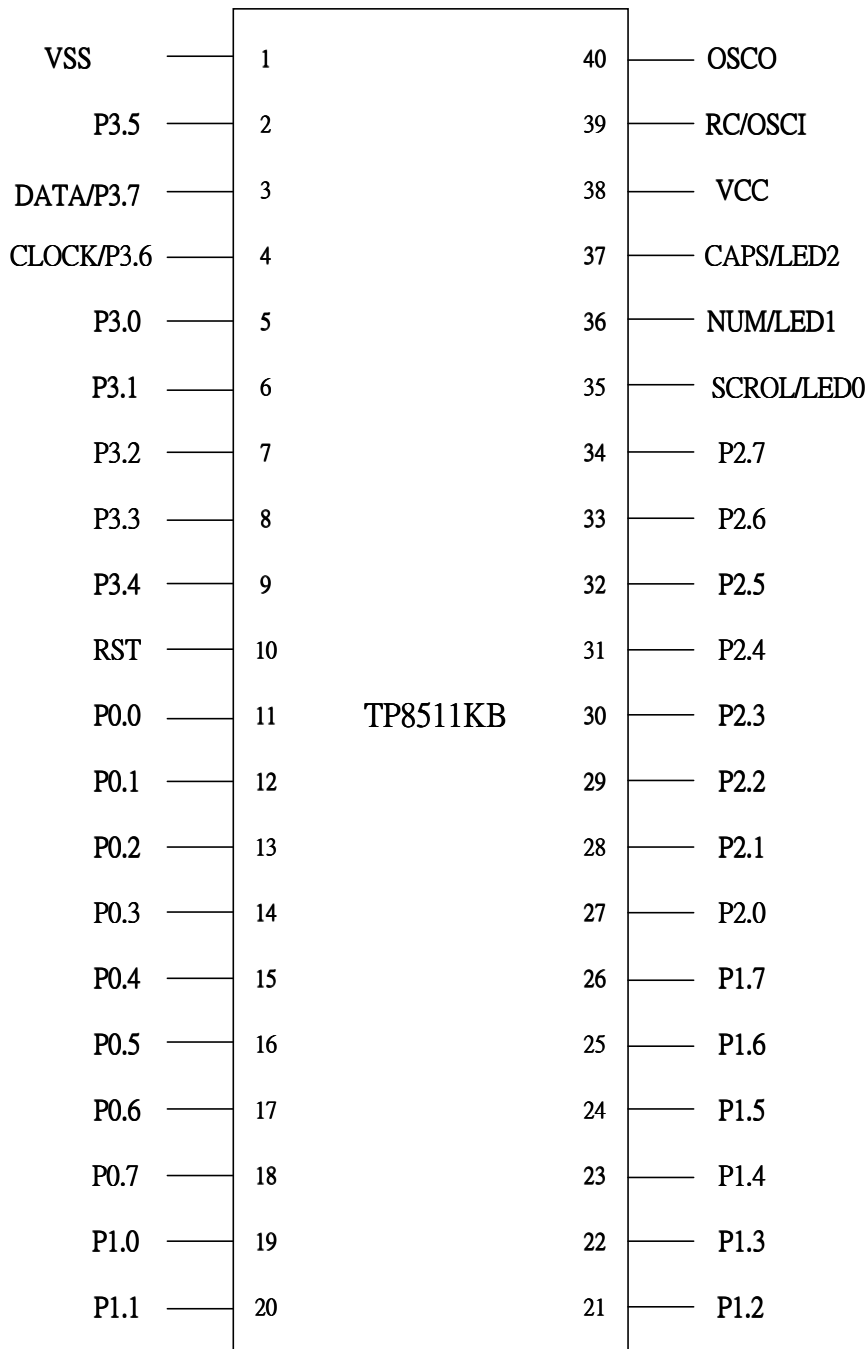 VSS 1 40 OSCO
P3.5 2 39 RC/OSCI
DATA/P3.7 3 38 VCC
CLOCK/P3.6 4 37 CAPS/LED2
P3.0 5 36 NUM/LED1
P3.1 6 35 SCROL/LED0
P3.2 7 34 P2.7
P3.3 8 33 P2.6
P3.4 9 32 P2.5
RST 10 31 P2.4
P0.0 11 TP8511KB 30 P2.3
P0.1 12 29 P2.2
P0.2 13 28 P2.1
P0.3 14 27 P2.0
P0.4 15 26 P1.7
P0.5 16 25 P1.6
P0.6 17 24 P1.5
P0.7 18 23 P1.4
P1.0 19 22 P1.3
P1.1 20 21 P1.2